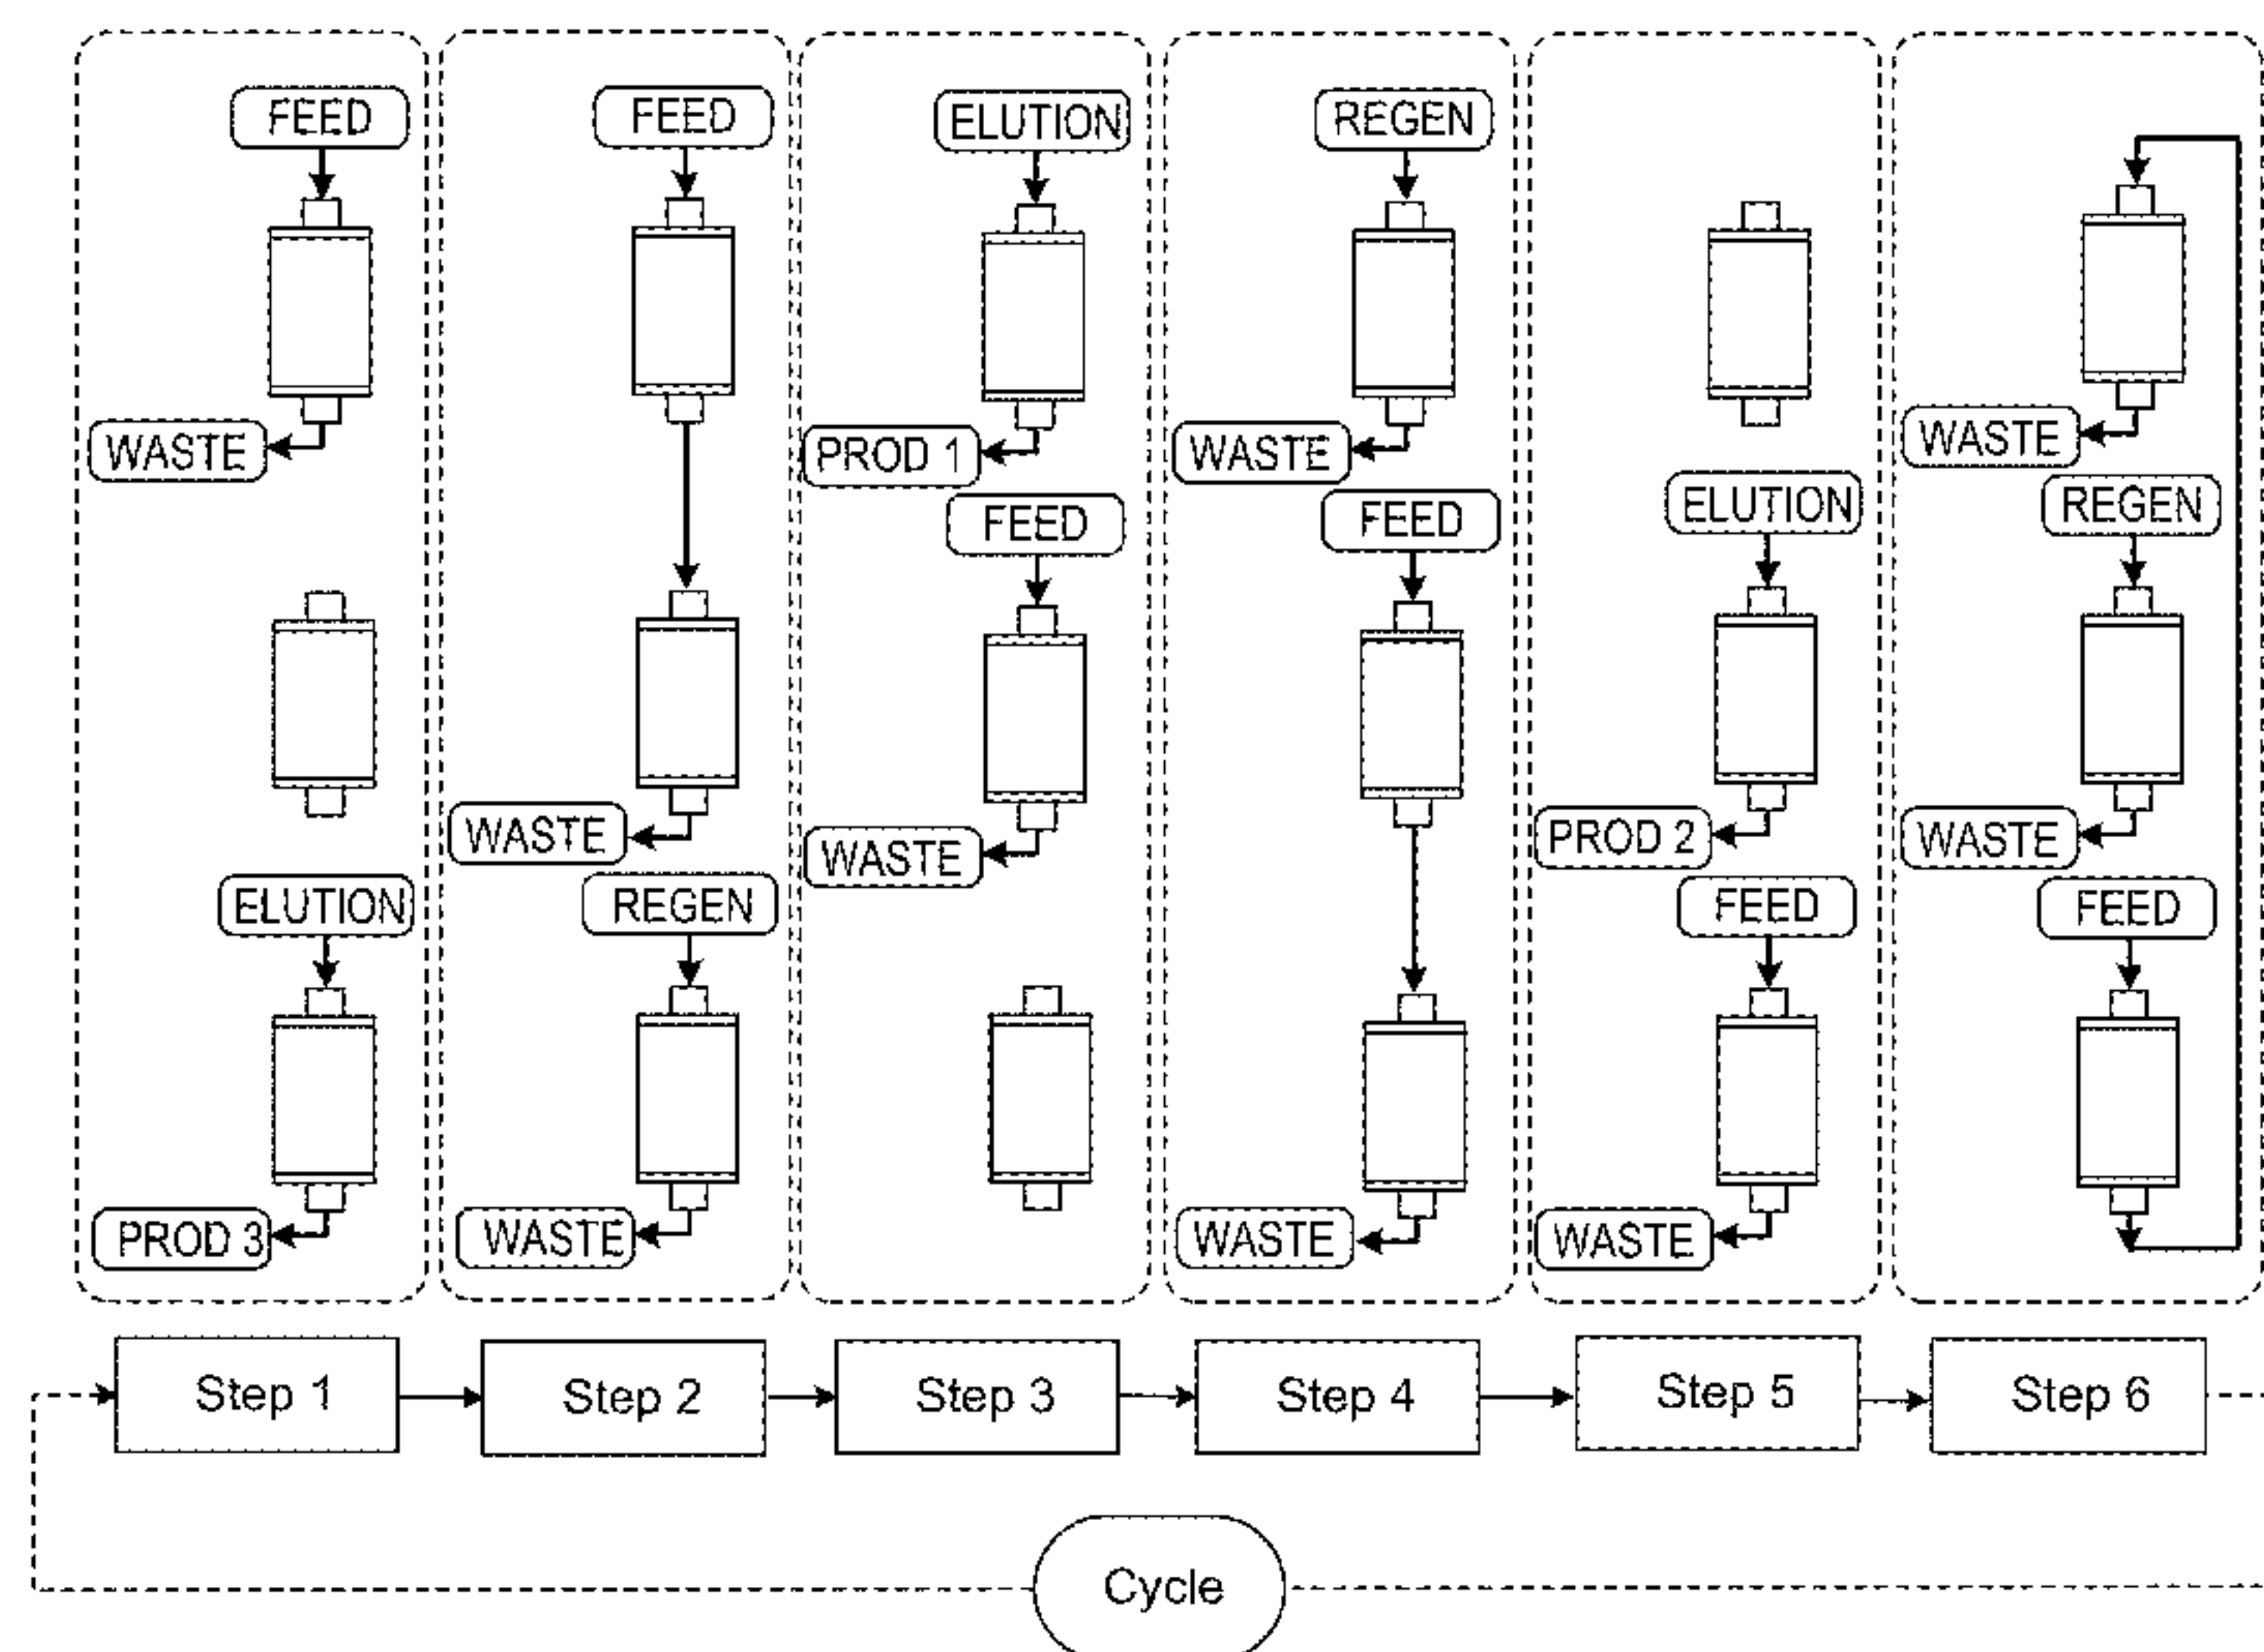 FEED
WASTE
ELUTION
PROD 3
FEED
WASTE
REGEN
WASTE
ELUTION
PROD 1
FEED
WASTE
REGEN
WASTE
FEED
WASTE
ELUTION
PROD 2
FEED
WASTE
WASTE
REGEN
WASTE
FEED
Step 1
Step 2
Step 3
Step 4
Step 5
Step 6
Cycle